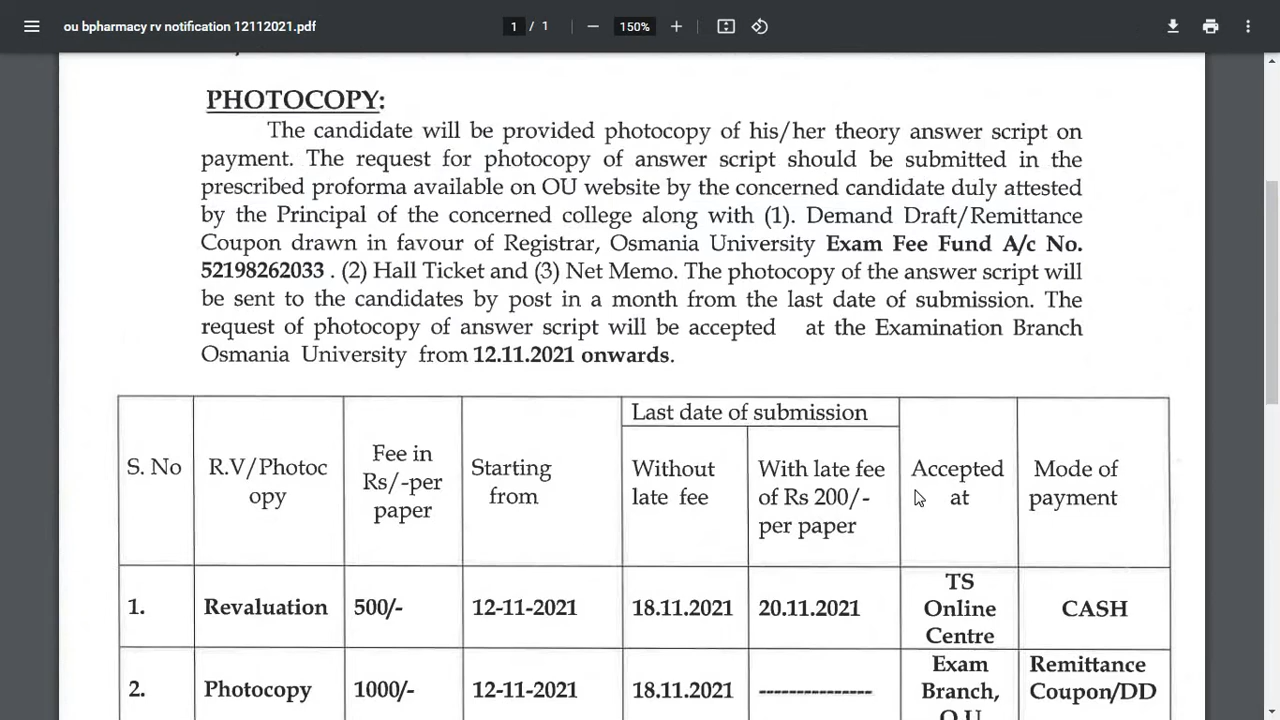 ou bpharmacy rv notification 12112021.pdf
1 / 1
150%
PHOTOCOPY:
The candidate will be provided photocopy of his/her theory answer script on
payment. The request for photocopy of answer script should be submitted in the
prescribed proforma available on OU website by the concerned candidate duly attested
by the Principal of the concerned college along with (1). Demand Draft/Remittance
Coupon drawn in favour of Registrar, Osmania University Exam Fee Fund A/c No.
52198262033 . (2) Hall Ticket and (3) Net Memo. The photocopy of the answer script will
be sent to the candidates by post in a month from the last date of submission. The
request of photocopy of answer script will be accepted at the Examination Branch
Osmania University from 12.11.2021 onwards.
S. No
R.V/Photoc
opy
Fee in
Rs/-per
paper
Starting
from
Last date of submission
Without
late fee
With late fee
of Rs 200/-
per paper
Accepted
at
Mode of
payment
1.
Revaluation
500/-
12-11-2021
18.11.2021
20.11.2021
TS
Online
Centre
CASH
2.
Photocopy
1000/-
12-11-2021
18.11.2021
---------------
Exam
Branch,
O.U
Remittance
Coupon/DD